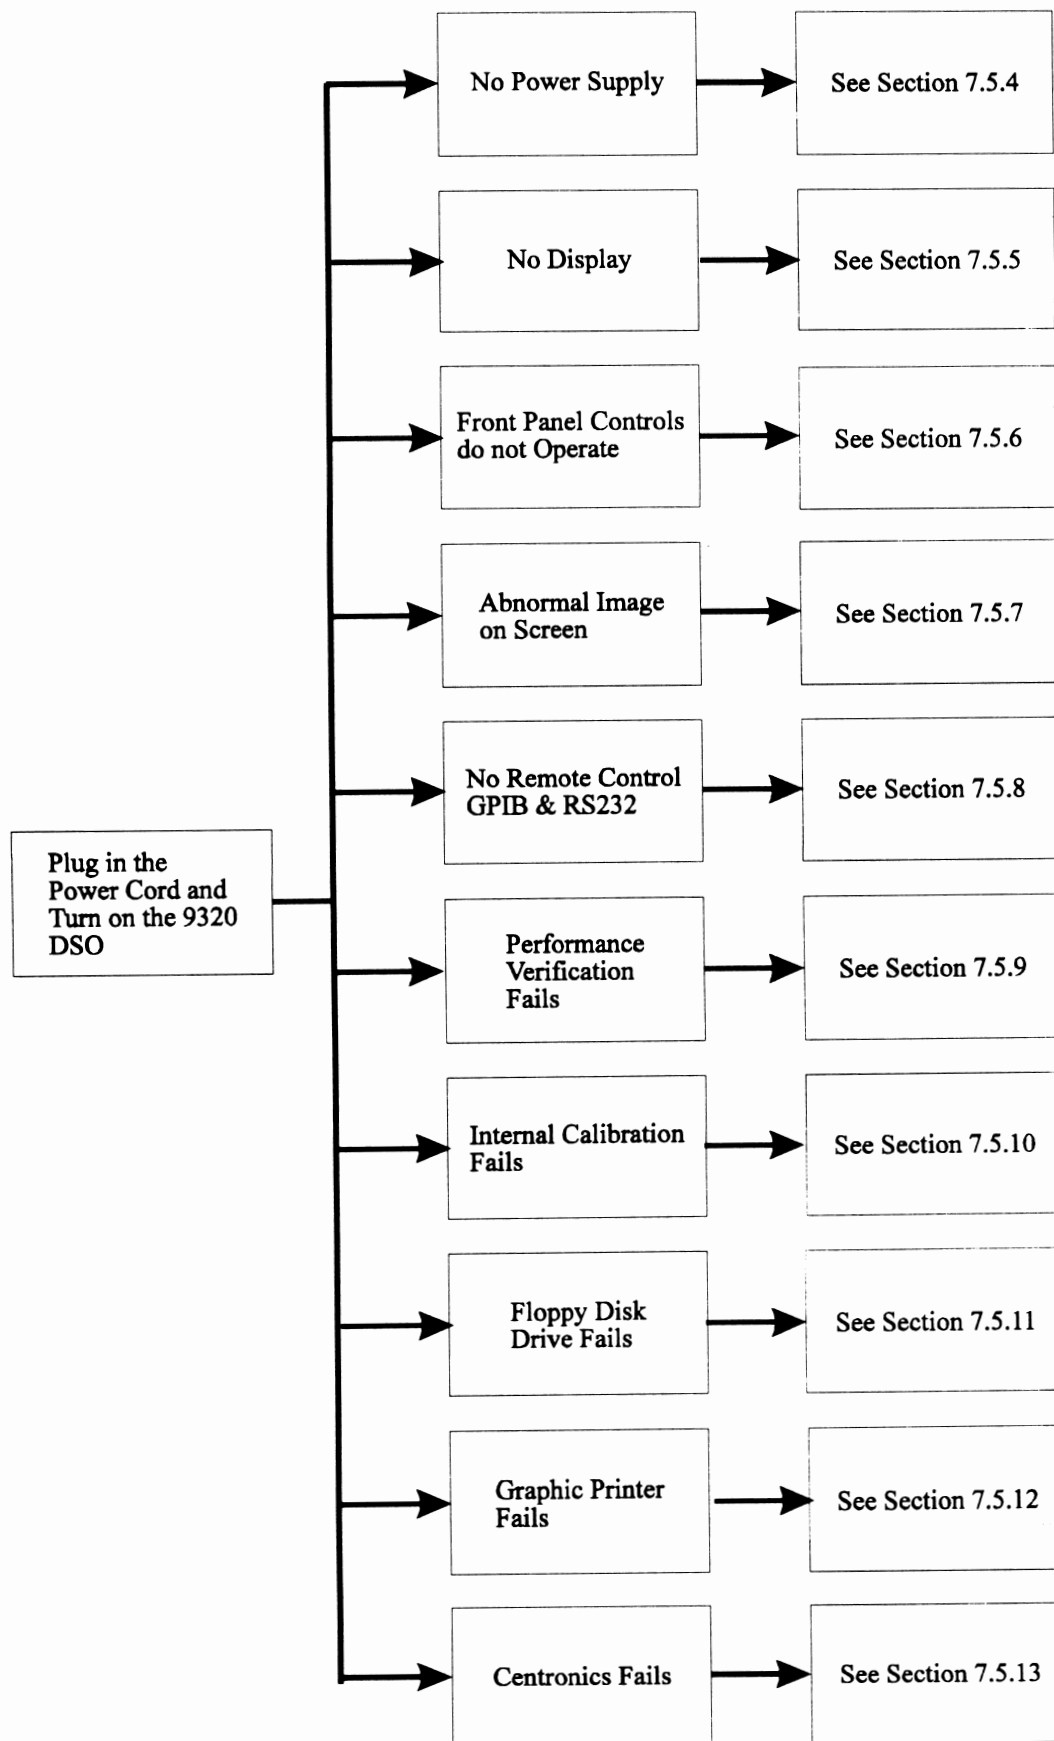 No Power Supply
See Section 7.5.4
No Display
See Section 7.5.5
Front Panel Controls
do not Operate
See Section 7.5.6
Abnormal Image
on Screen
See Section 7.5.7
No Remote Control
GPIB & RS232
See Section 7.5.8
Plug in the
Power Cord and
Turn on the 9320
DSO
Performance
Verification
Fails
See Section 7.5.9
Internal Calibration
Fails
See Section 7.5.10
Floppy Disk
Drive Fails
See Section 7.5.11
Graphic Printer
Fails
See Section 7.5.12
Centronics Fails
See Section 7.5.13